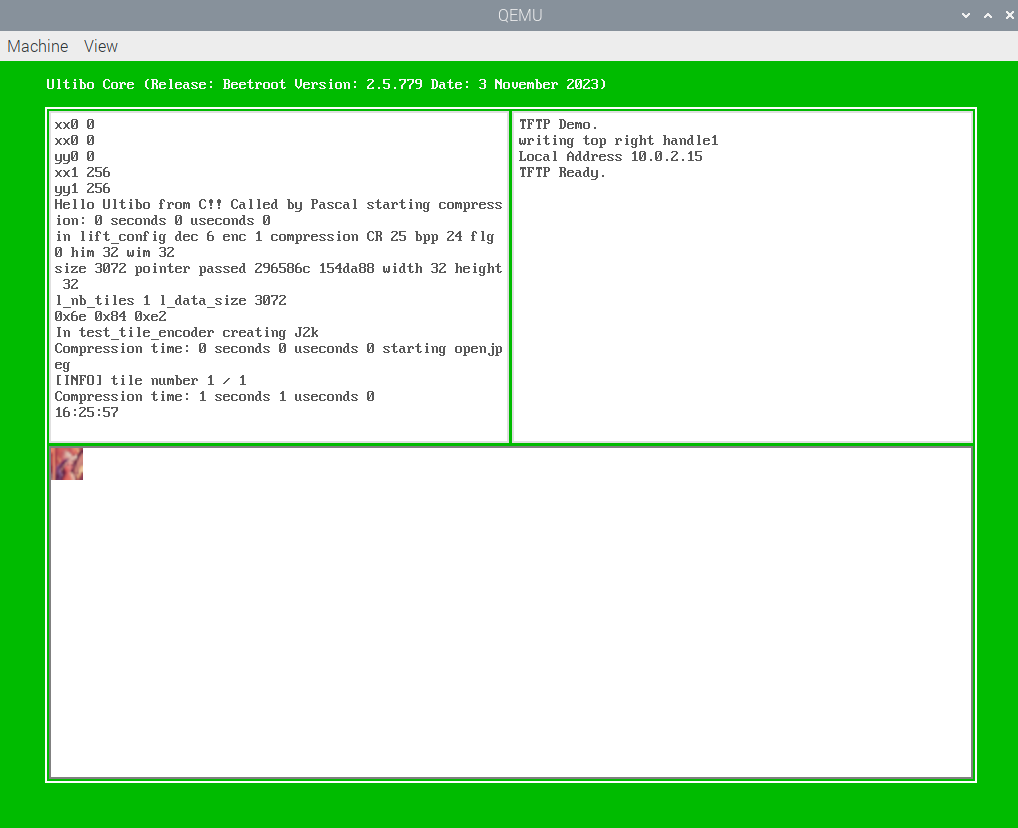 QEMU
Machine View
Ultibo Core (Release: Beetroot Version: 2.5.779 Date: 3 November 2023)
xx0 0
xx0 0
yy0 0
xx1 256
yy1 256
Hello Ultibo from C!! Called by Pascal starting compress
ion: 0 seconds 0 useconds 0
in lift_config dec 6 enc 1 compression CR 25 bpp 24 flg
0 him 32 wim 32
size 3072 pointer passed 296586c 154da88 width 32 height
32
l_nb_tiles 1 l_data_size 3072
0x6e 0x84 0xe2
In test_tile_encoder creating J2k
Compression time: 0 seconds 0 useconds 0 starting openjp
eg
[INFO] tile number 1 / 1
Compression time: 1 seconds 1 useconds 0
16:25:57
TFTP Demo.
writing top right handle1
Local Address 10.0.2.15
TFTP Ready.